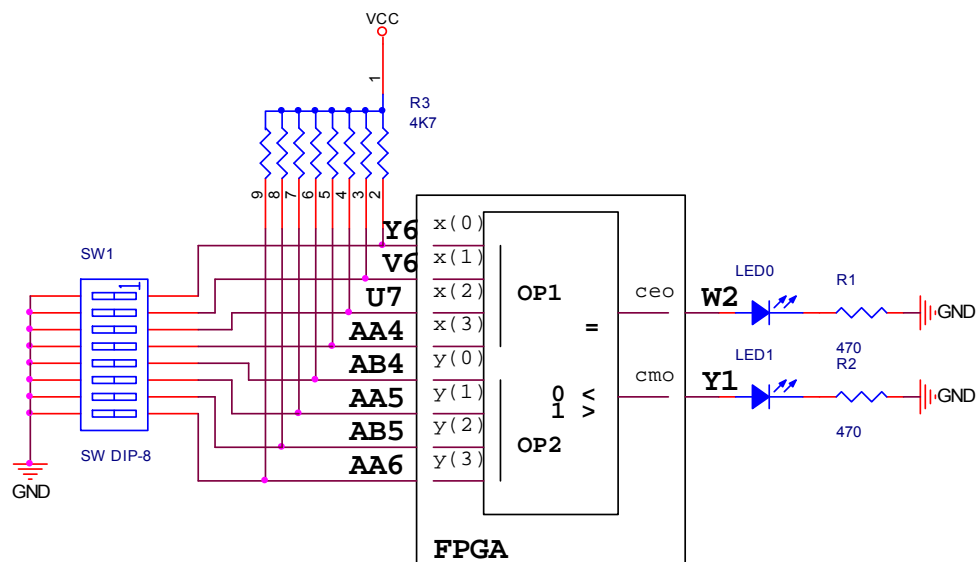 VCC
1
R3
4K7
9 8 7 6 5 4 3 2
SW1
1
SW DIP-8
GND
Y6 x(0)
V6 x(1)
U7 x(2)
AA4 x(3)
AB4 y(0)
AA5 y(1)
AB5 y(2)
AA6 y(3)
OP1
=
0 <
1 >
OP2
FPGA
ceo W2
LED0
R1
470
GND
cmo Y1
LED1
R2
470
GND